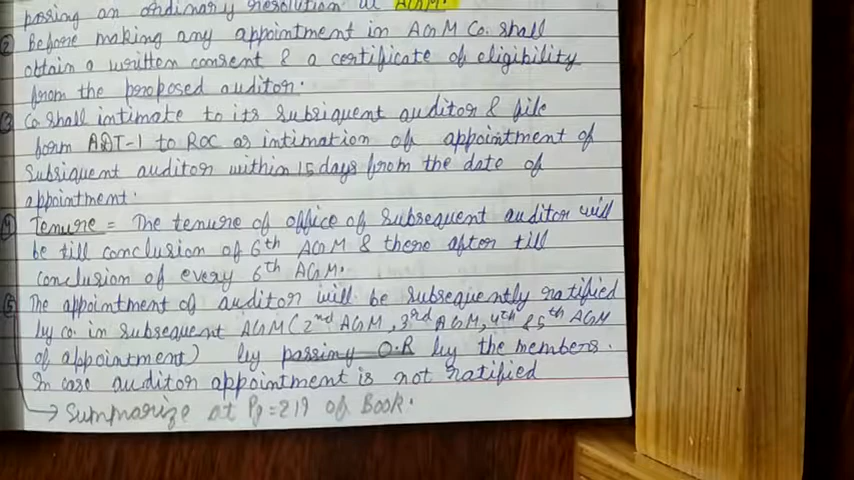 passing an ordinary resolution at AGM.
② Before making any appointment in AGM Co. shall
obtain a written consent & a certificate of eligibility
from the proposed auditor.
③ Co shall intimate to its subsiquent auditor & file
form ADT-1 to ROC as intimation of appointment of
subsiquent auditor within 15 days from the date of
appointment.
④ Tenure = The tenure of office of subsequent auditor will
be till conclusion of 6th AGM & there after till
conclusion of every 6th AGM.
⑤ The appointment of auditor will be subsequently ratified
by co. in subsequent AGM (2nd AGM, 3rd AGM, 4th & 5th AGM
of appointment) by passing O.R by the members.
In case auditor appointment is not ratified
→ Summarize at Pg = 219 of Book.